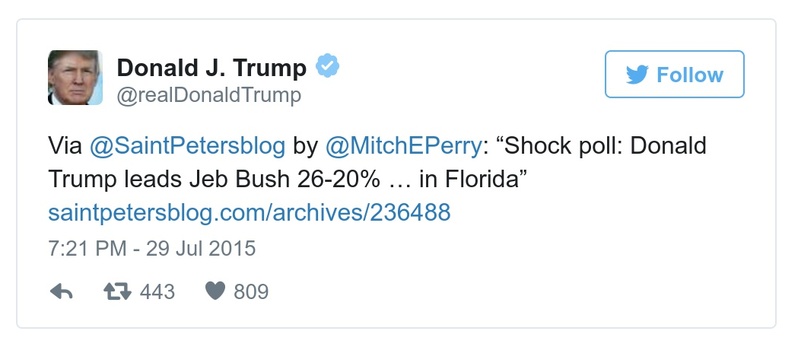 Donald J. Trump
@realDonaldTrump
Follow
Via @SaintPetersblog by @MitchEPerry: “Shock poll: Donald
Trump leads Jeb Bush 26-20% … in Florida”
saintpetersblog.com/archives/236488
7:21 PM - 29 Jul 2015
443 809